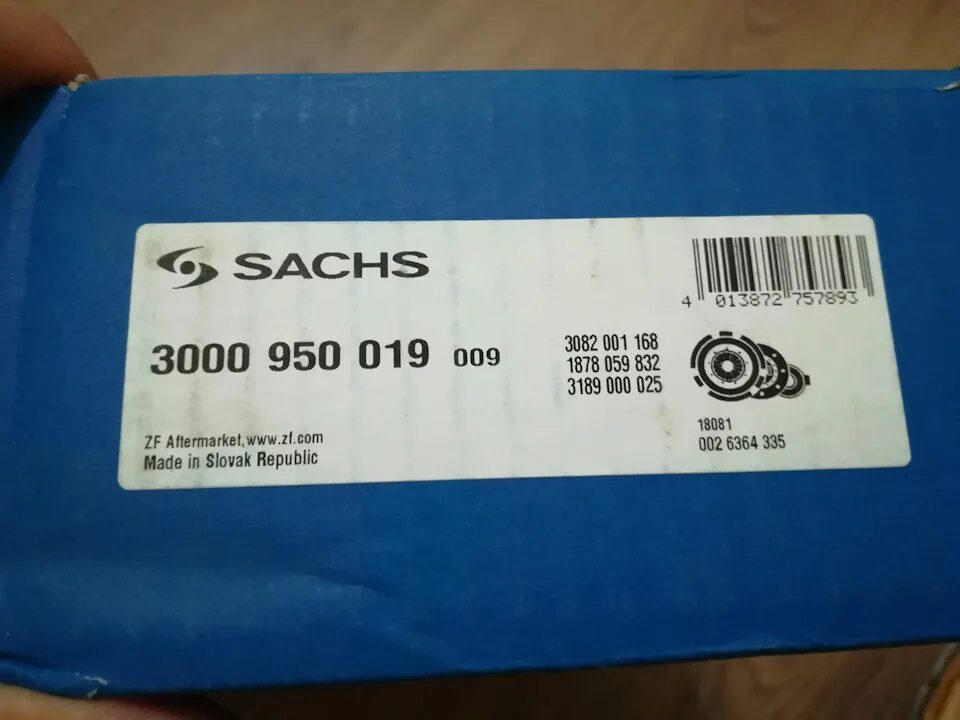 SACHS
4 013872 757893
3000 950 019 009
3082 001 168
1878 059 832
3189 000 025
18081
002 6364 335
ZF Aftermarket, www.zf.com
Made in Slovak Republic